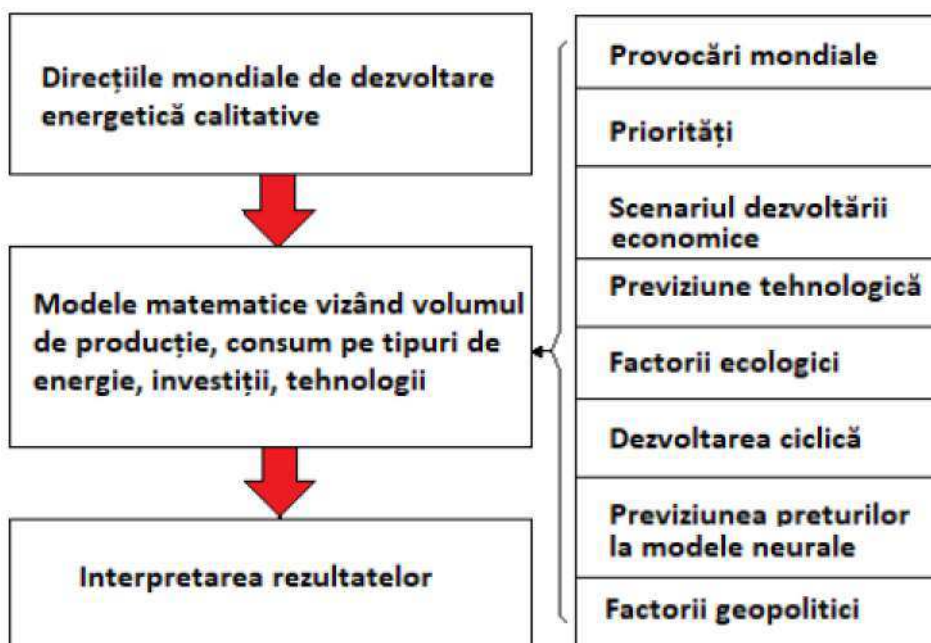 Direcțiile mondiale de dezvoltare
energetică calitative
Modele matematice vizând volumul
de producție, consum pe tipuri de
energie, investiții, tehnologii
Interpretarea rezultatelor
Provocări mondiale
Priorități
Scenariul dezvoltării
economice
Previziune tehnologică
Factorii ecologici
Dezvoltarea ciclică
Previziunea preturilor
la modele neurale
Factorii geopolitici